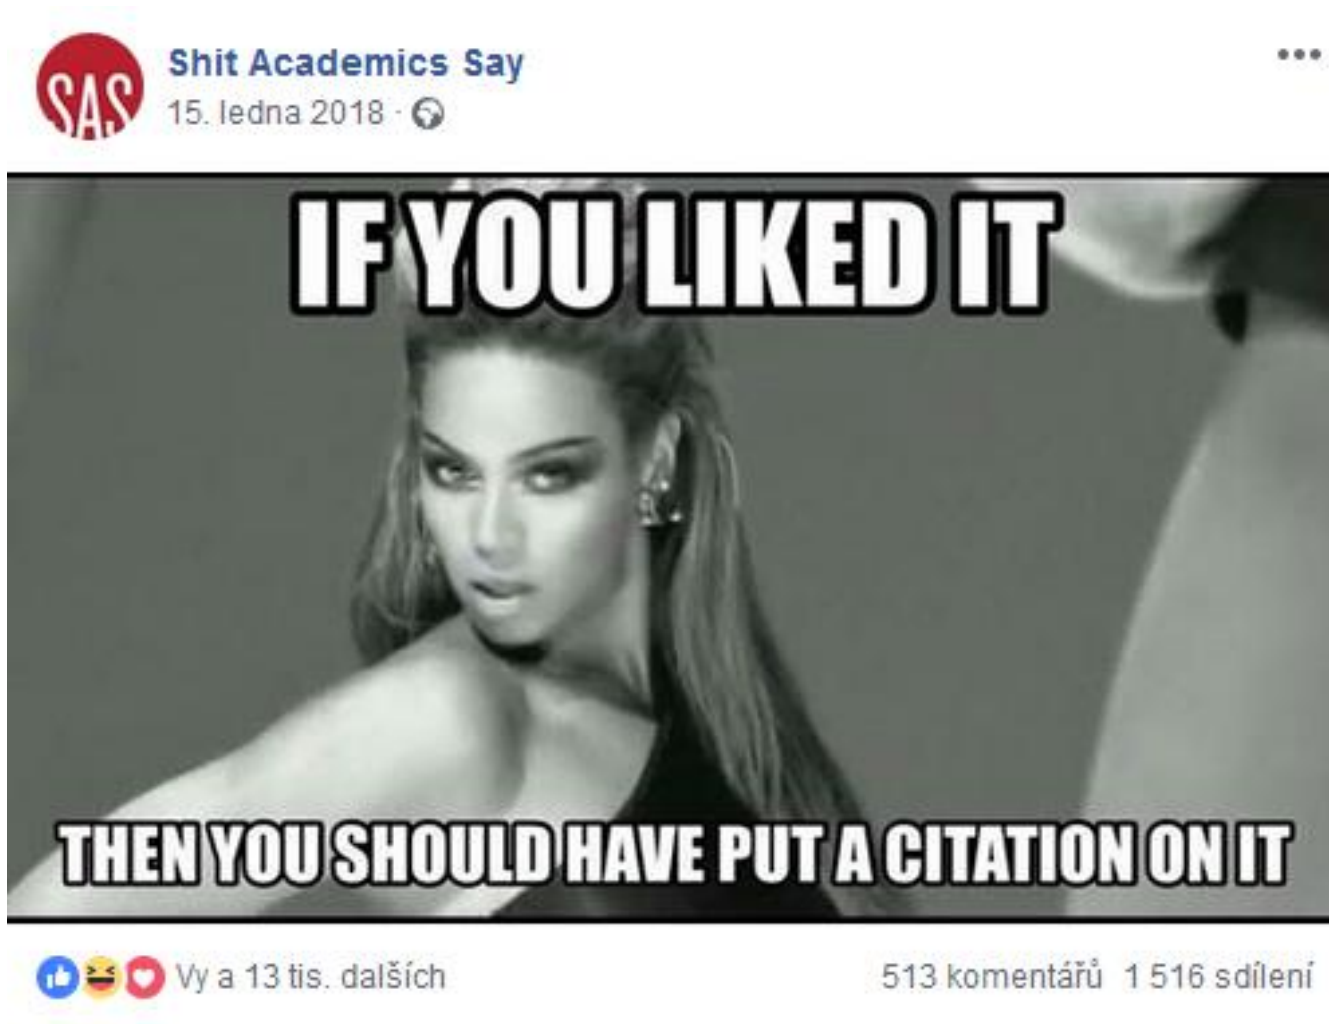 SAS
Shit Academics Say
15. ledna 2018 ·
IF YOU LIKED IT
THEN YOU SHOULD HAVE PUT A CITATION ON IT
Vy a 13 tis. dalších
513 komentářů 1 516 sdílení